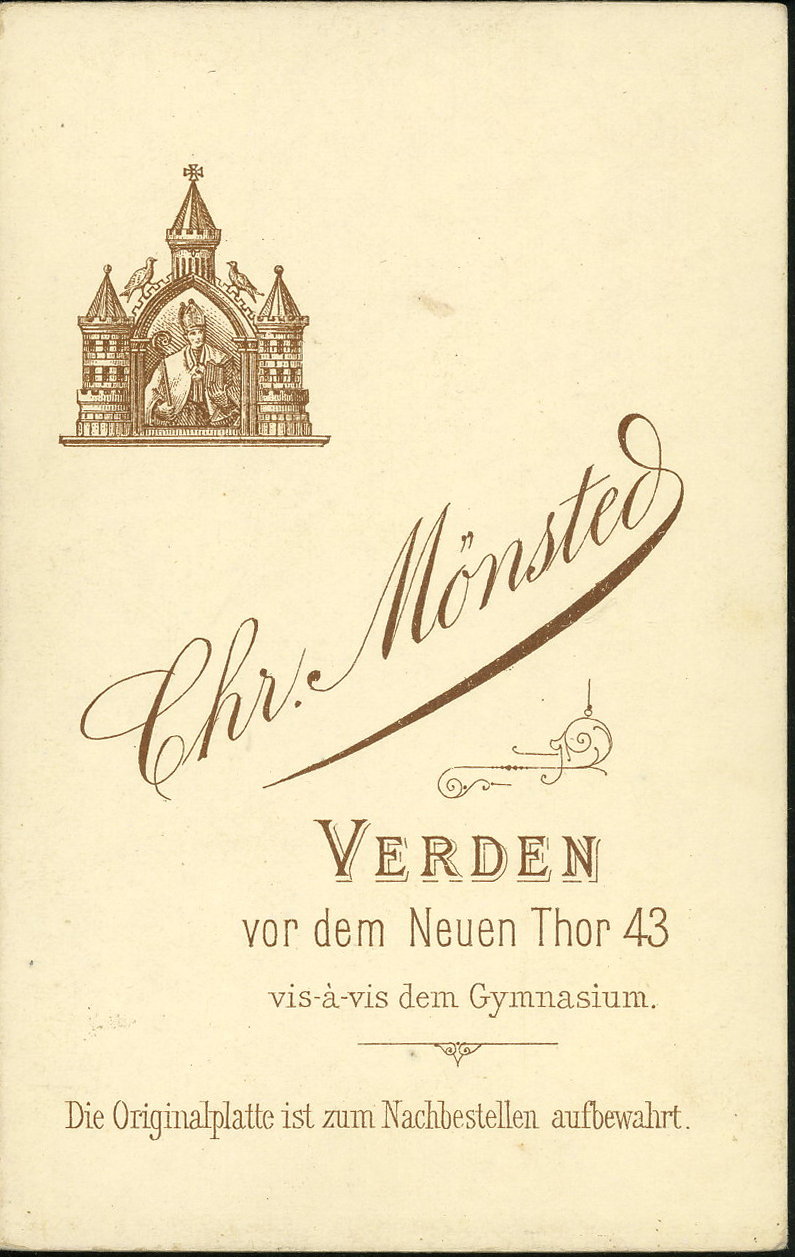 Chr. Mönsted
VERDEN
vor dem Neuen Thor 43
vis-à-vis dem Gymnasium.
Die Originalplatte ist zum Nachbestellen aufbewahrt.